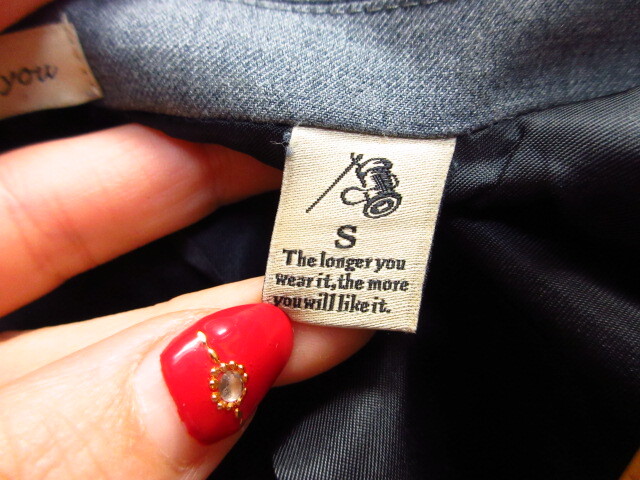 you
S
The longer you
wear it, the more
you will like it.